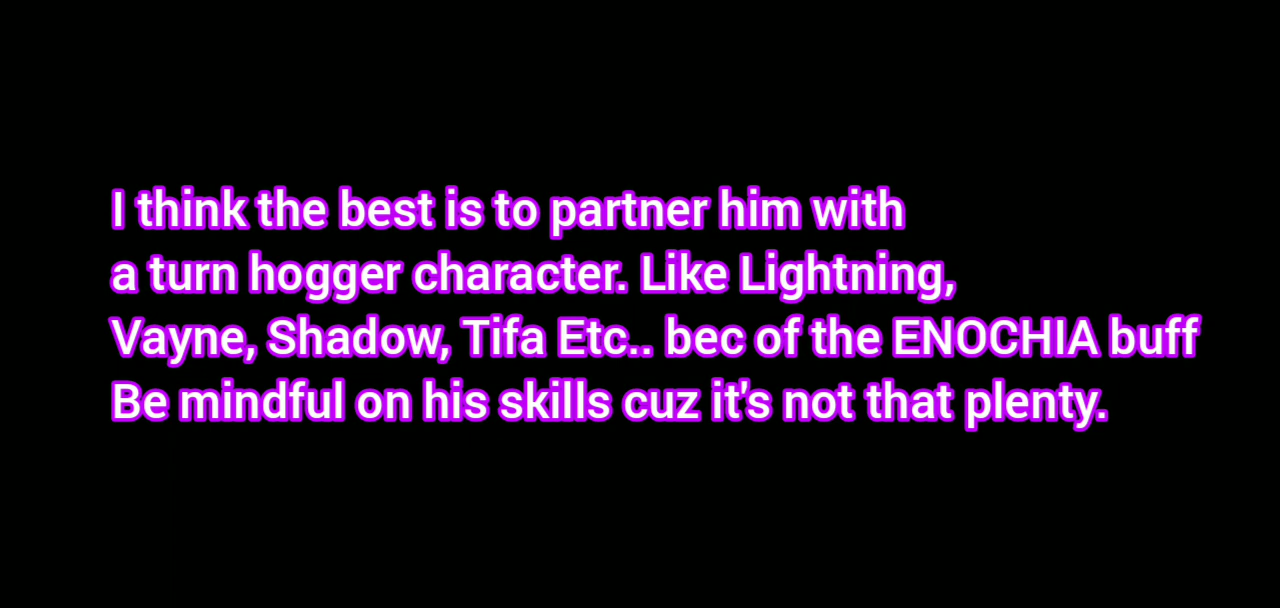 I think the best is to partner him with
a turn hogger character. Like Lightning,
Vayne, Shadow, Tifa Etc.. bec of the ENOCHIA buff
Be mindful on his skills cuz it's not that plenty.